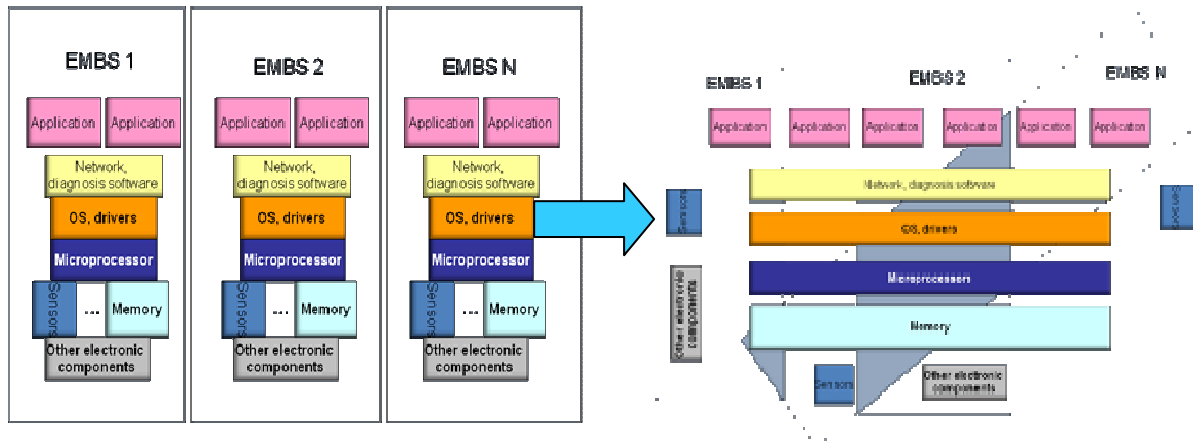 EMBS 1
Application Application
Network,
diagnosis software
OS, drivers
Microprocessor
Sensors ... Memory
Other electronic
components
EMBS 2
Application Application
Network,
diagnosis software
OS, drivers
Microprocessor
Sensors ... Memory
Other electronic
components
EMBS N
Application Application
Network,
diagnosis software
OS, drivers
Microprocessor
Sensors ... Memory
Other electronic
components
EMBS 1 EMBS 2 EMBS N
Application Application Application Application Application Application
Network, diagnosis software
Sensors
Sensors
OS, drivers
Microprocessors
Other electronic
components
Memory
Sensors
Other electronic
components